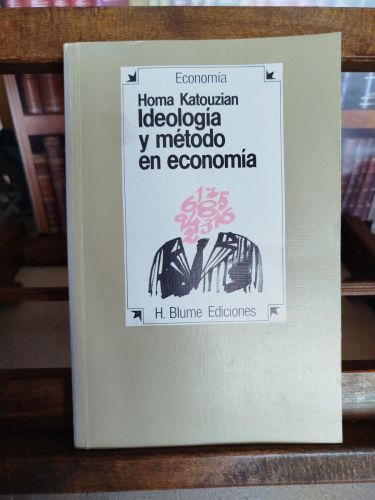 Economía
Homa Katouzian
Ideología
y método
en economía
H. Blume Ediciones